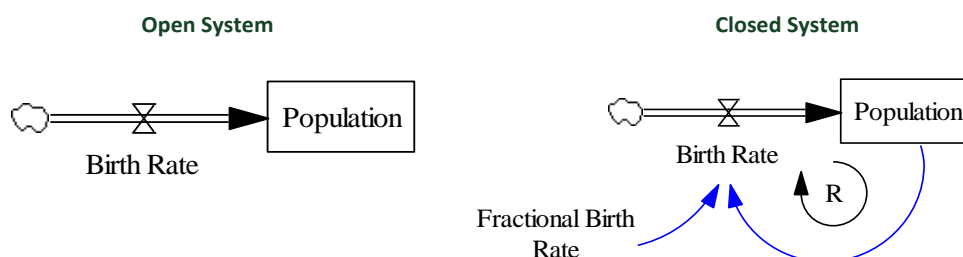 Open System
Population
Birth Rate
Closed System
Population
Birth Rate
R
Fractional Birth
Rate